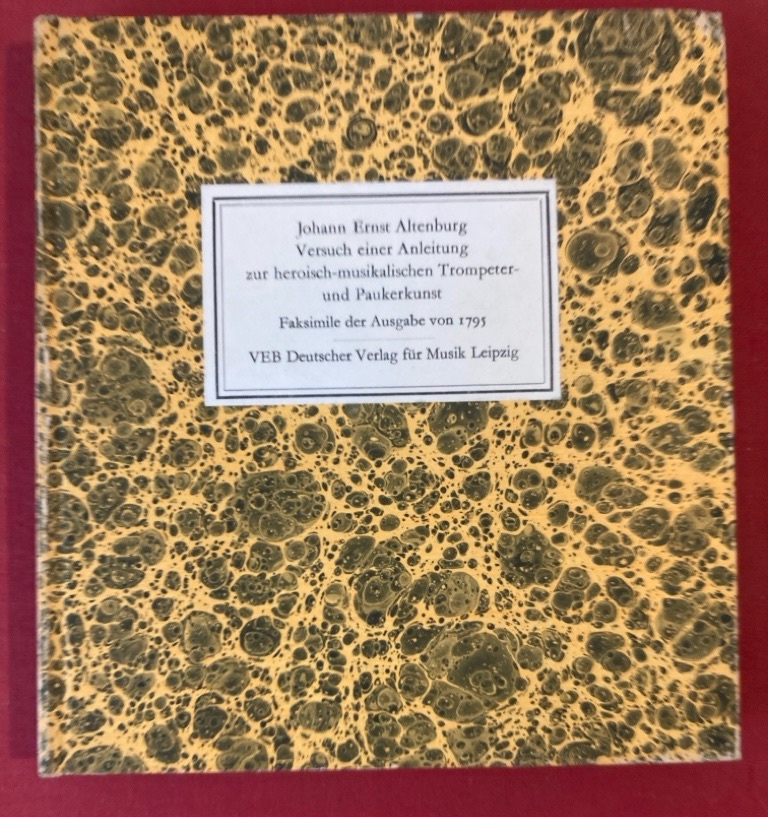 Johann Ernst Altenburg
Versuch einer Anleitung
zur heroisch-musikalischen Trompeter-
und Paukerkunst
Faksimile der Ausgabe von 1795
VEB Deutscher Verlag für Musik Leipzig